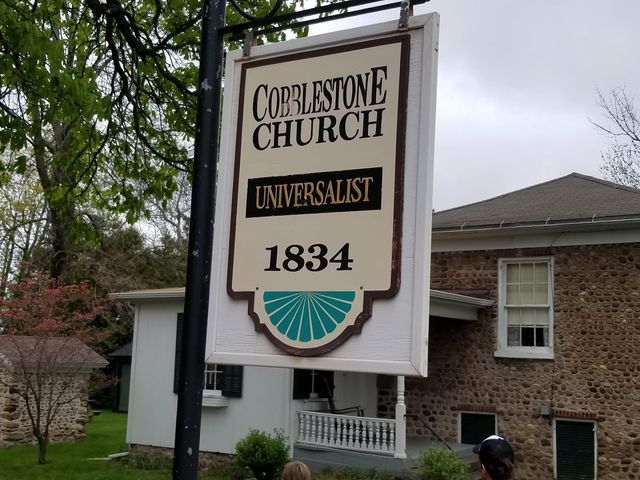 COBBLESTONE
CHURCH
UNIVERSALIST
1834